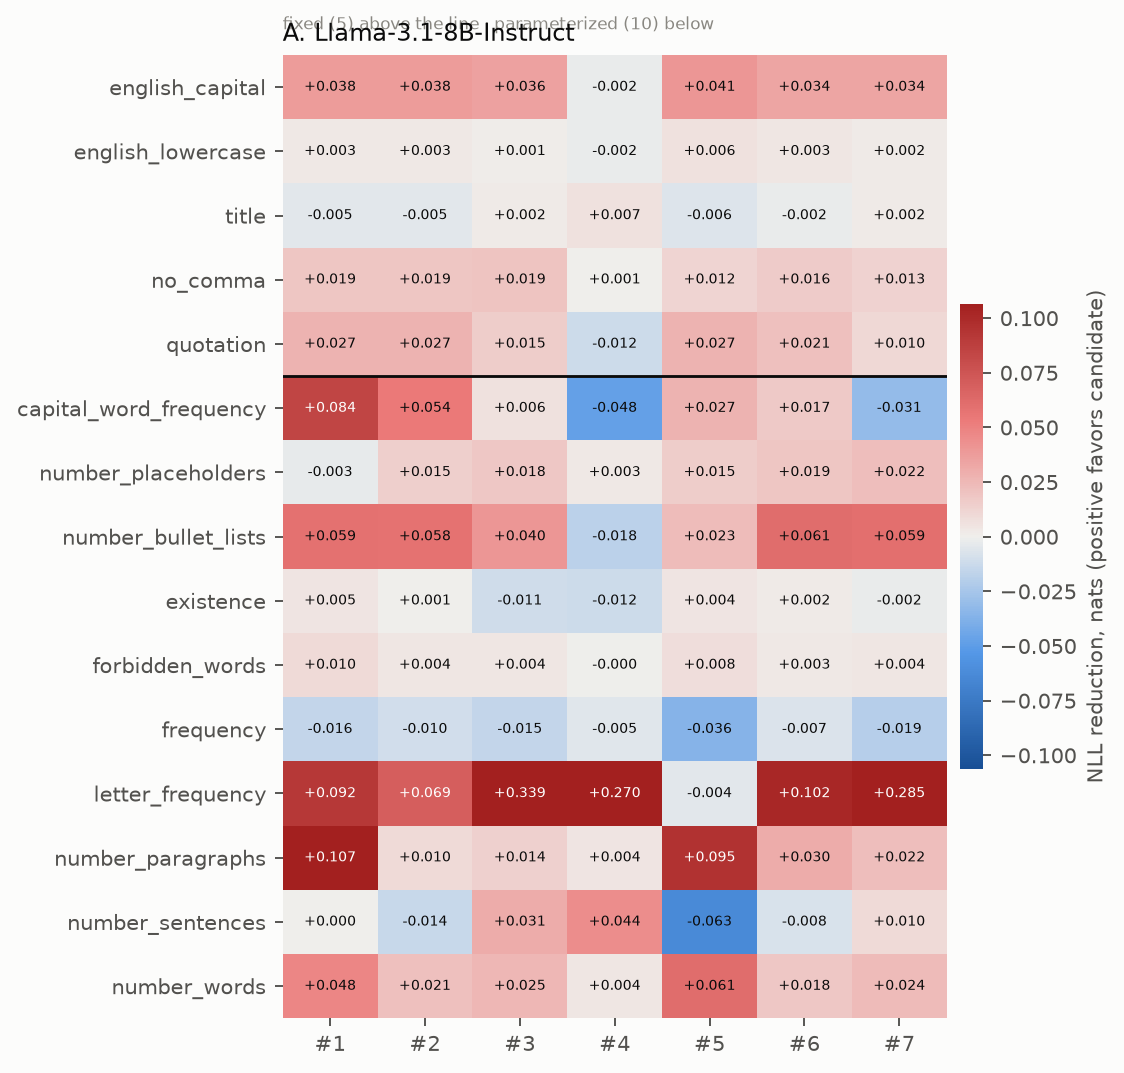 fixed (5) above the line parameterized (10) below
A. Llama-3.1-8B-Instruct
english_capital +0.038 +0.038 +0.036 -0.002 +0.041 +0.034 +0.034
english_lowercase +0.003 +0.003 +0.001 -0.002 +0.006 +0.003 +0.002
title -0.005 -0.005 +0.002 +0.007 -0.006 -0.002 +0.002
no_comma +0.019 +0.019 +0.019 +0.001 +0.012 +0.016 +0.013
quotation +0.027 +0.027 +0.015 -0.012 +0.027 +0.021 +0.010
capital_word_frequency +0.084 +0.054 +0.006 -0.048 +0.027 +0.017 -0.031
number_placeholders -0.003 +0.015 +0.018 +0.003 +0.015 +0.019 +0.022
number_bullet_lists +0.059 +0.058 +0.040 -0.018 +0.023 +0.061 +0.059
existence +0.005 +0.001 -0.011 -0.012 +0.004 +0.002 -0.002
forbidden_words +0.010 +0.004 +0.004 -0.000 +0.008 +0.003 +0.004
frequency -0.016 -0.010 -0.015 -0.005 -0.036 -0.007 -0.019
letter_frequency +0.092 +0.069 +0.339 +0.270 -0.004 +0.102 +0.285
number_paragraphs +0.107 +0.010 +0.014 +0.004 +0.095 +0.030 +0.022
number_sentences +0.000 -0.014 +0.031 +0.044 -0.063 -0.008 +0.010
number_words +0.048 +0.021 +0.025 +0.004 +0.061 +0.018 +0.024
#1 #2 #3 #4 #5 #6 #7
0.100
0.075
0.050
0.025
0.000
−0.025
−0.050
−0.075
−0.100
NLL reduction, nats (positive favors candidate)